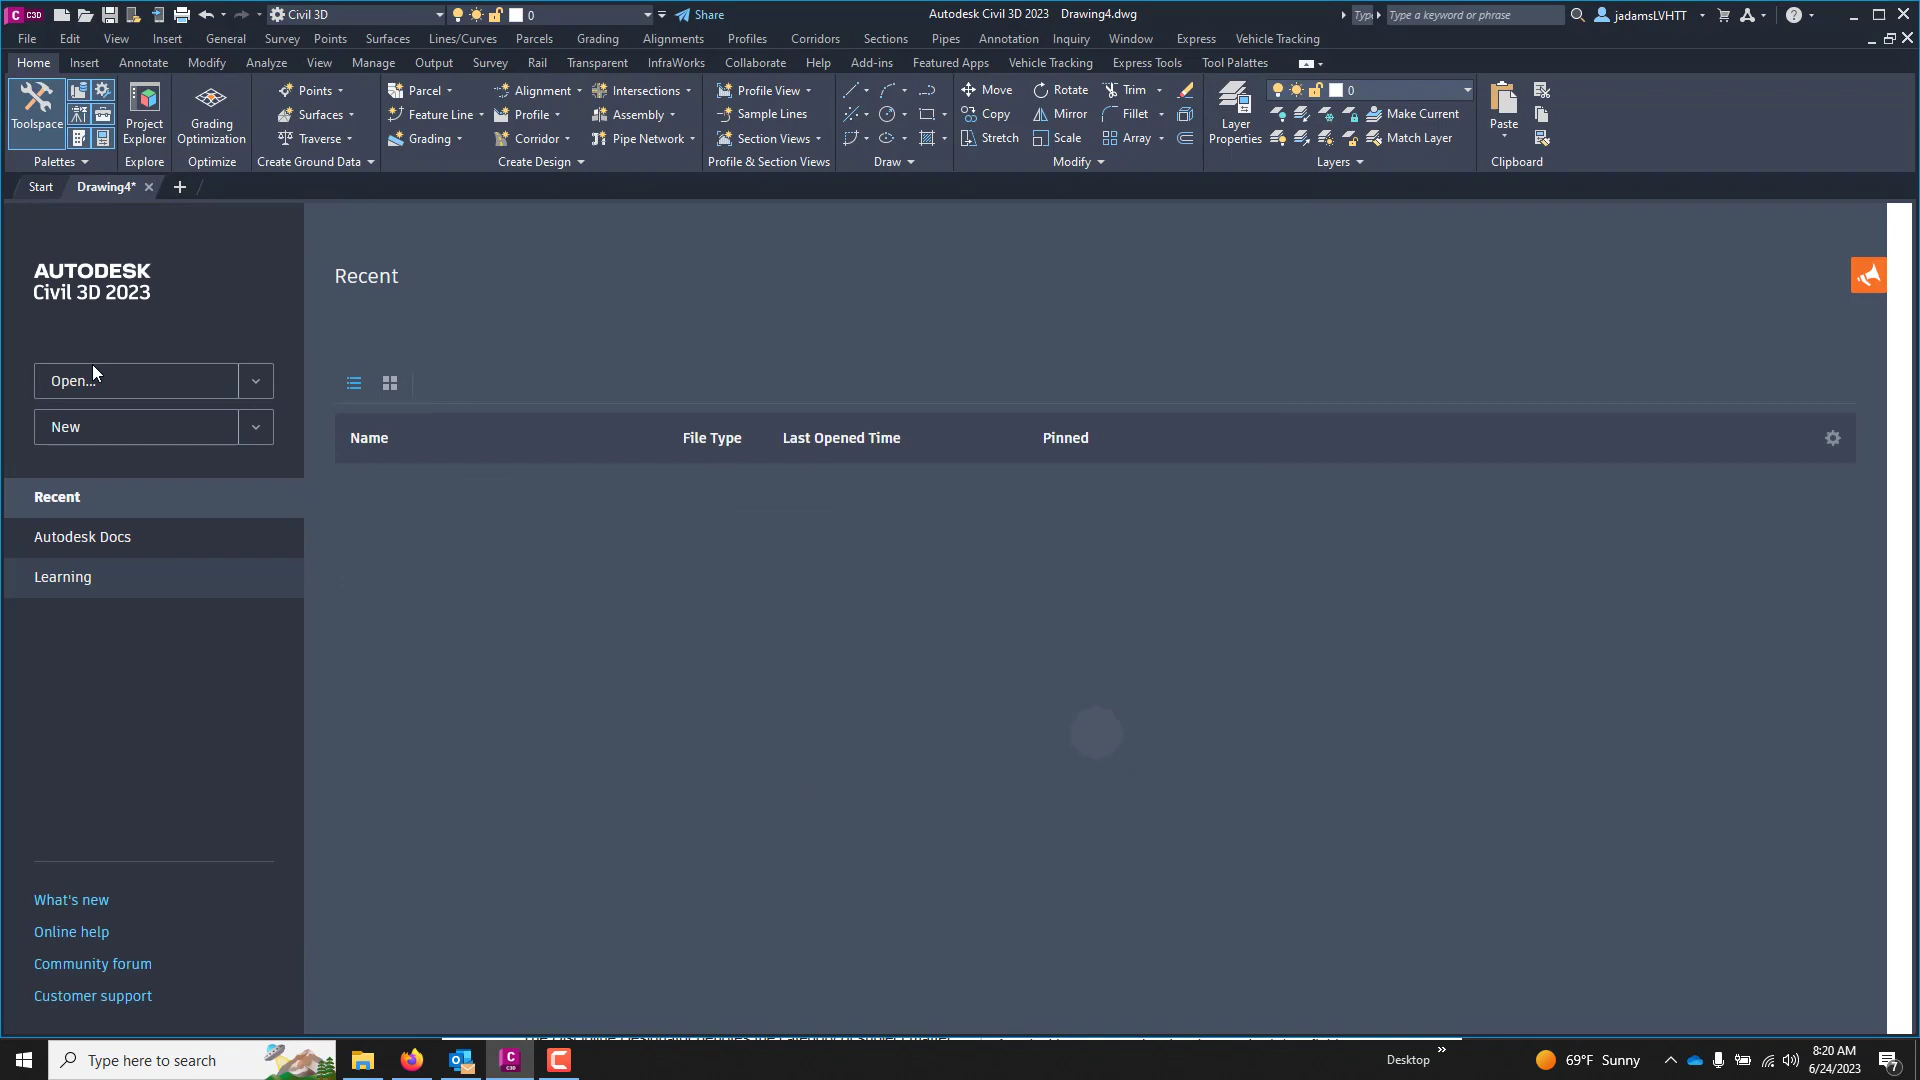 C3D Civil 3D 0 Share Autodesk Civil 3D 2023 Drawing4.dwg Type a keyword or phrase jadamsLVHTT
File Edit View Insert General Survey Points Surfaces Lines/Curves Parcels Grading Alignments Profiles Corridors Sections Pipes Annotation Inquiry Window Express Vehicle Tracking
Home Insert Annotate Modify Analyze View Manage Output Survey Rail Transparent InfraWorks Collaborate Help Add-ins Featured Apps Vehicle Tracking Express Tools Tool Palettes
Points Parcel Alignment Intersections Profile View Move Rotate Trim 0
Toolspace Project Explorer Grading Optimization Surfaces Feature Line Profile Assembly Sample Lines Copy Mirror Fillet Layer Properties Make Current Paste
Traverse Grading Corridor Pipe Network Section Views Stretch Scale Array Match Layer
Palettes Explore Optimize Create Ground Data Create Design Profile & Section Views Draw Modify Layers Clipboard
Start Drawing4*
AUTODESK
Civil 3D 2023
Recent
Open...
New
Name File Type Last Opened Time Pinned
Recent
Autodesk Docs
Learning
What's new
Online help
Community forum
Customer support
Type here to search Desktop 69°F Sunny 8:20 AM
6/24/2023 7